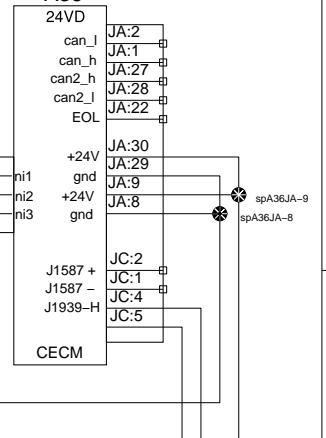 24VD
can_l JA:2
can_h JA:1
can2_h JA:27
can2_l JA:28
EOL JA:22
+24V JA:30
ni1 gnd JA:29
ni2 +24V JA:9
spA36JA-9
ni3 gnd JA:8
spA36JA-8
J1587 + JC:2
J1587 - JC:1
J1939-H JC:4
JC:5
CECM